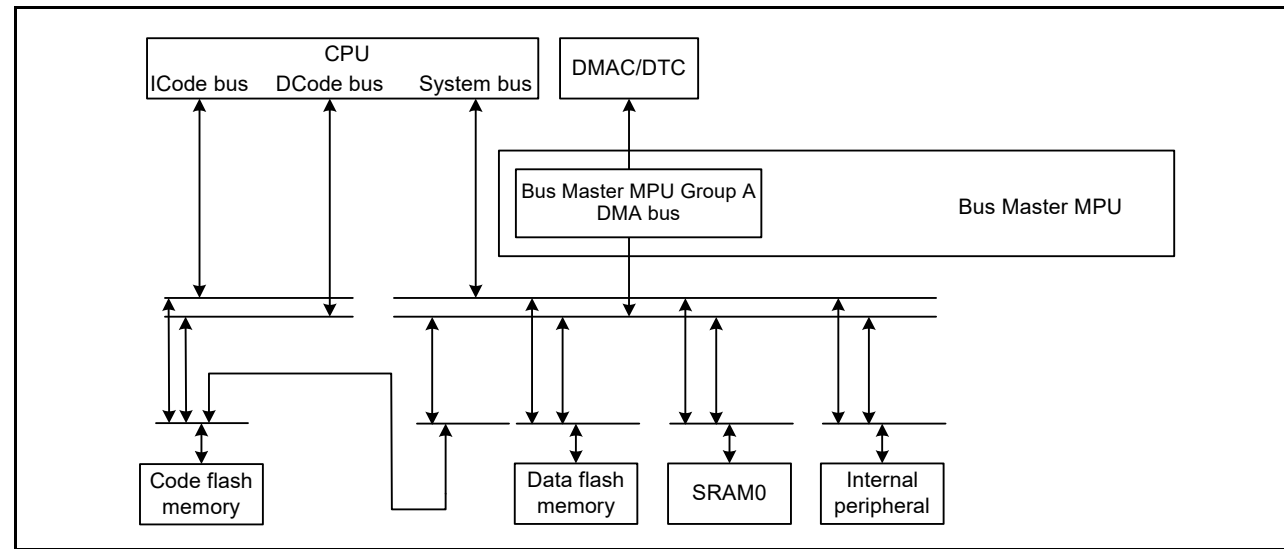 CPU
ICode bus DCode bus System bus
DMAC/DTC
Bus Master MPU Group A
DMA bus
Bus Master MPU
Code flash
memory
Data flash
memory
SRAM0
Internal
peripheral